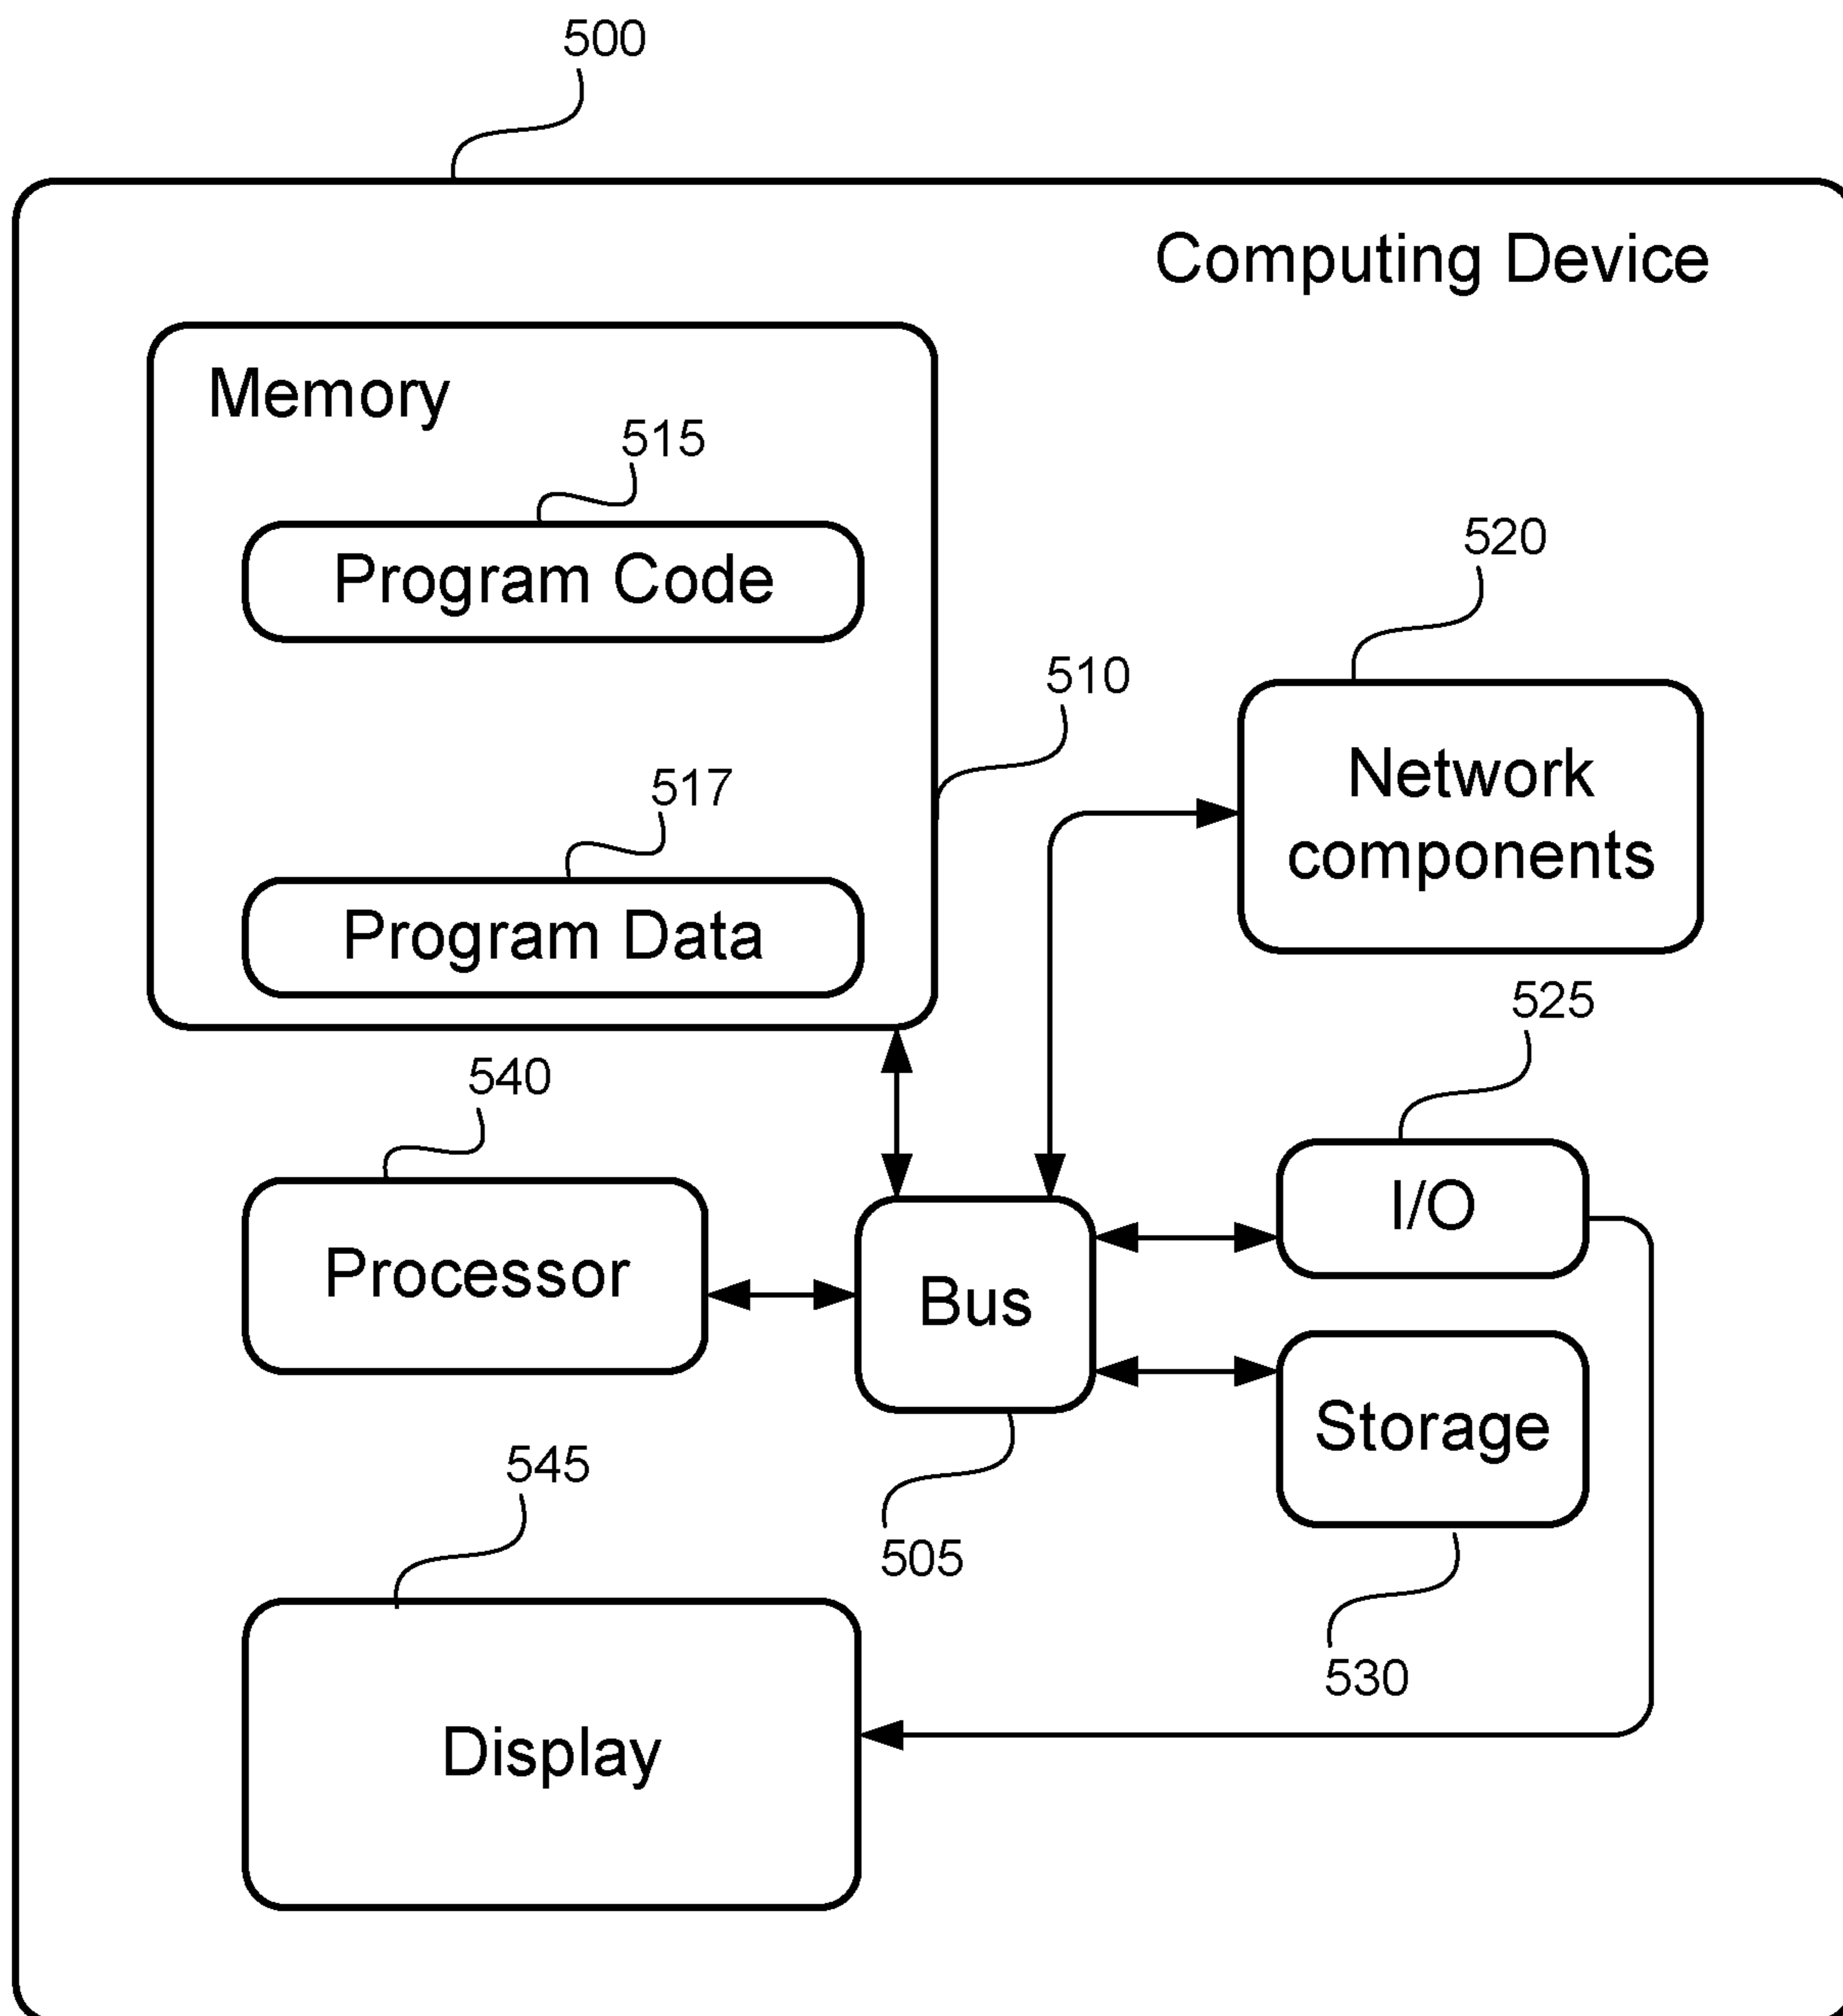 500
Computing Device
Memory
515
Program Code
510
517
Program Data
520
Network
components
525
I/O
540
Processor
Bus
505
Storage
530
545
Display